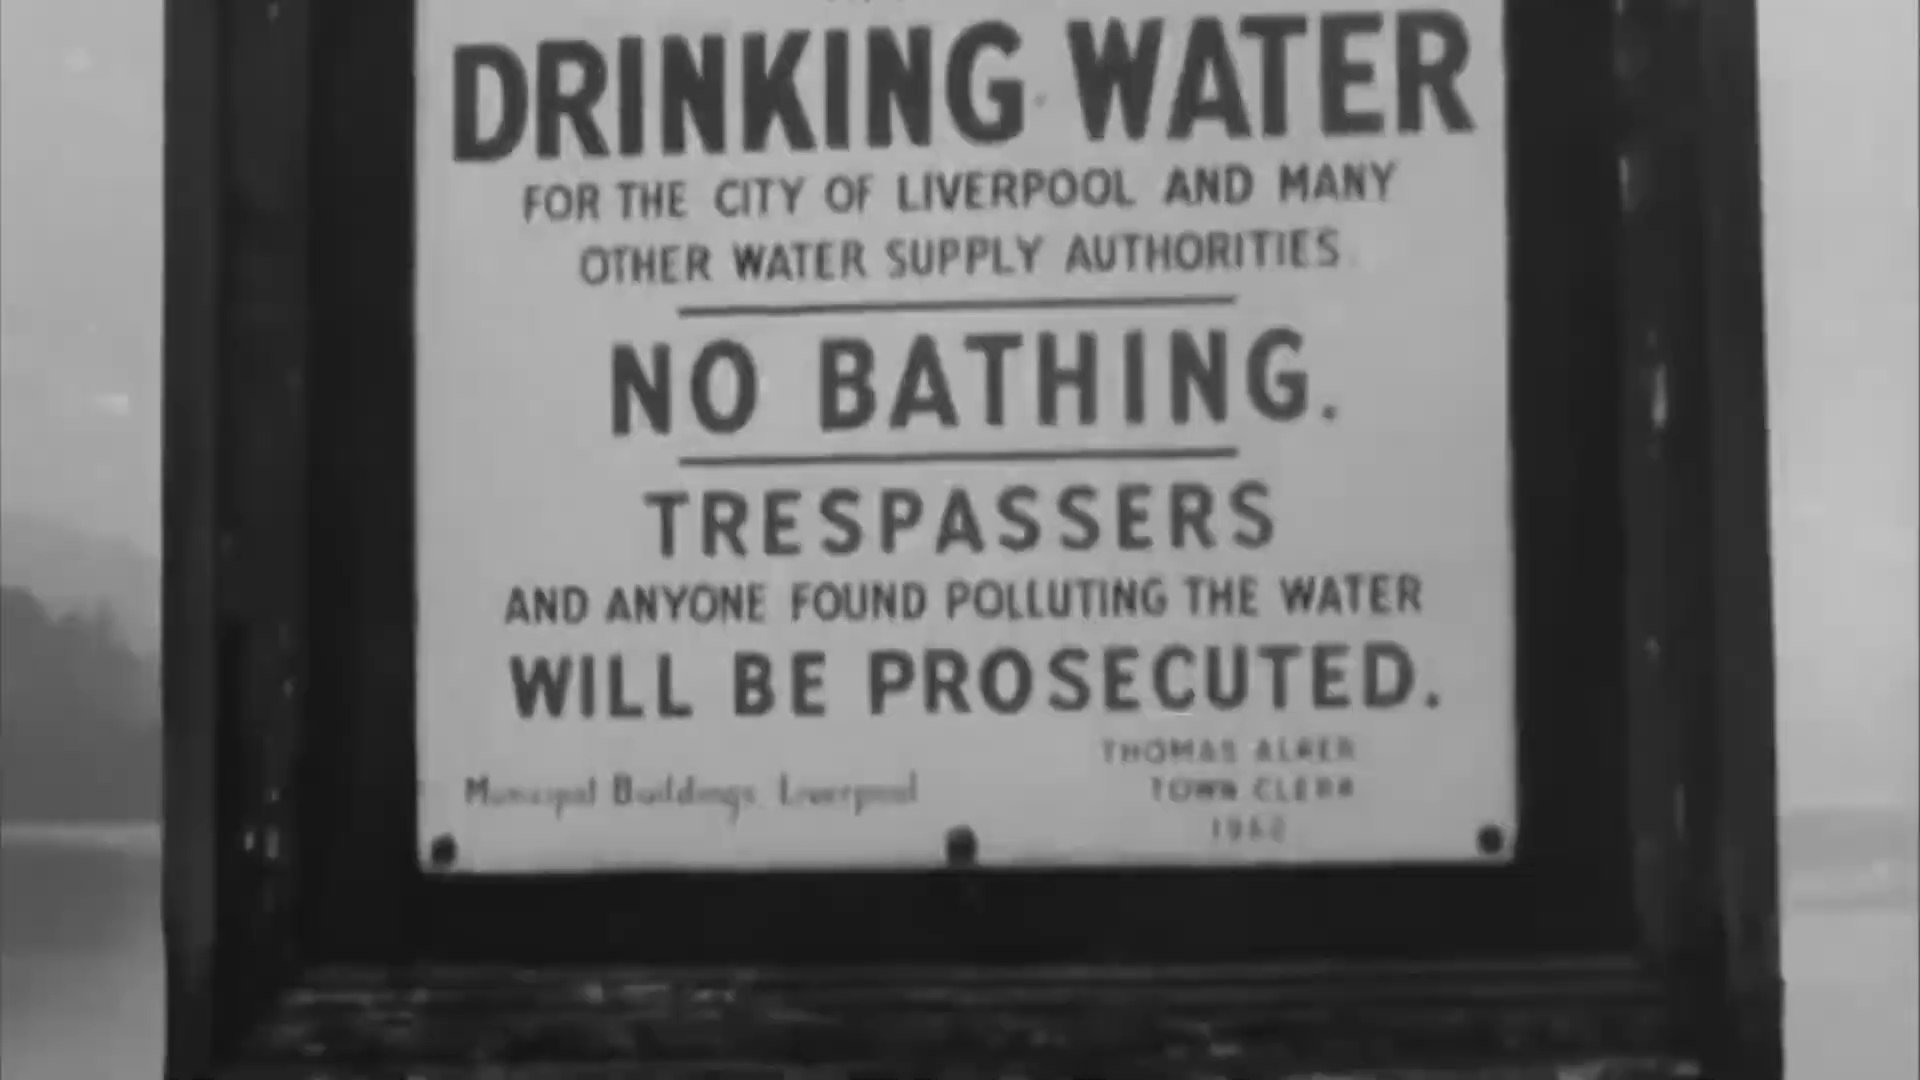 DRINKING WATER
FOR THE CITY OF LIVERPOOL AND MANY
OTHER WATER SUPPLY AUTHORITIES
NO BATHING.
TRESPASSERS
AND ANYONE FOUND POLLUTING THE WATER
WILL BE PROSECUTED.
Municipal Buildings, Liverpool
THOMAS ALKER
TOWN CLERK